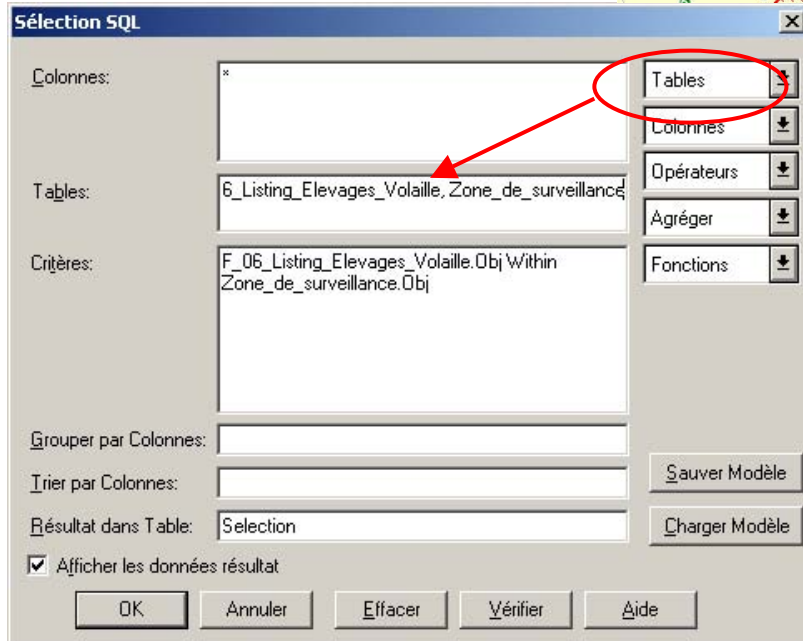 Sélection SQL
Colonnes:
*
Tables
Colonnes
Opérateurs
Tables:
6_Listing_Elevages_Volaille, Zone_de_surveillance
Agréger
Critères:
F_06_Listing_Elevages_Volaille.Obj Within
Zone_de_surveillance.Obj
Fonctions
Grouper par Colonnes:
Trier par Colonnes:
Sauver Modèle
Résultat dans Table:
Selection
Charger Modèle
Afficher les données résultat
OK
Annuler
Effacer
Vérifier
Aide